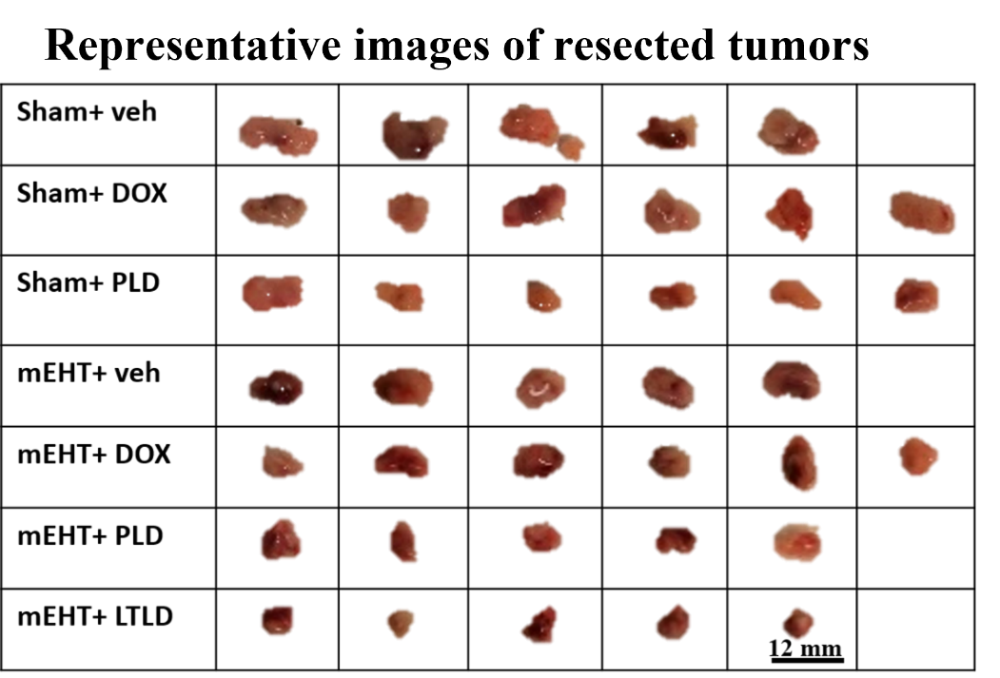 Representative images of resected tumors
Sham+ veh
Sham+ DOX
Sham+ PLD
mEHT+ veh
mEHT+ DOX
mEHT+ PLD
mEHT+ LTLD
12 mm